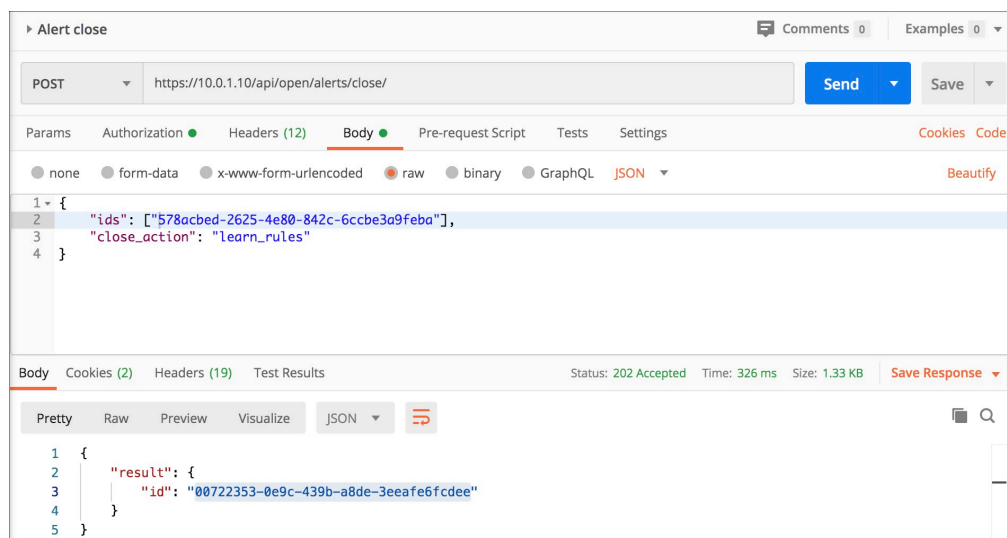 Alert close Comments 0 Examples 0
POST https://10.0.1.10/api/open/alerts/close/ Send Save
Params Authorization Headers (12) Body Pre-request Script Tests Settings Cookies Code
none form-data x-www-form-urlencoded raw binary GraphQL JSON Beautify
1 {
2 "ids": ["578acbed-2625-4e80-842c-6ccbe3a9feba"],
3 "close_action": "learn_rules"
4 }
Body Cookies (2) Headers (19) Test Results Status: 202 Accepted Time: 326 ms Size: 1.33 KB Save Response
Pretty Raw Preview Visualize JSON
1 {
2 "result": {
3 "id": "00722353-0e9c-439b-a8de-3eeafe6fcdee"
4 }
5 }